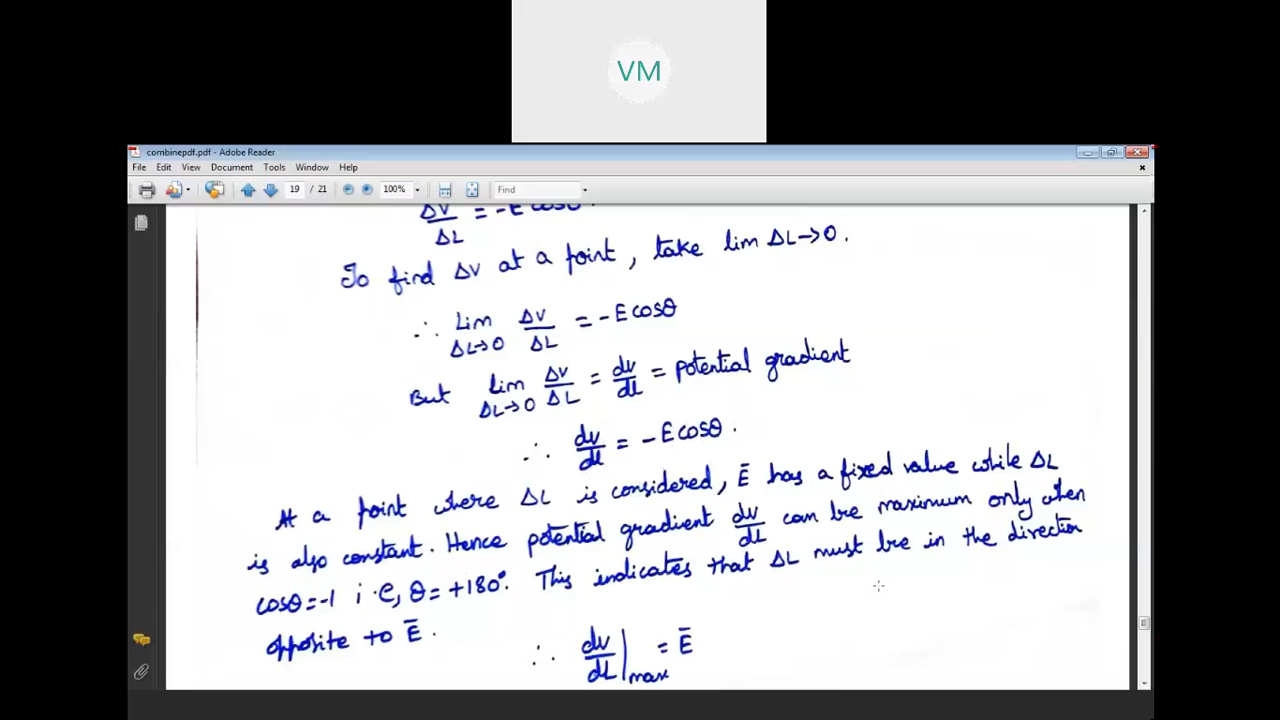 VM
combinepdf.pdf - Adobe Reader
File Edit View Document Tools Window Help
19 / 21 100% Find
ΔV/ΔL = -E cosθ.
To find ΔV at a point, take lim ΔL→0.
∴ Lim ΔL→0 ΔV/ΔL = -E cosθ
But lim ΔL→0 ΔV/ΔL = dv/dl = potential gradient
∴ dv/dl = -E cosθ.
At a point where ΔL is considered, Ē has a fixed value while ΔL
is also constant. Hence potential gradient dv/dL can be maximum only when
cosθ=-1 i.e, θ= +180°. This indicates that ΔL must be in the direction
opposite to Ē.
∴ dv/dL|max = Ē